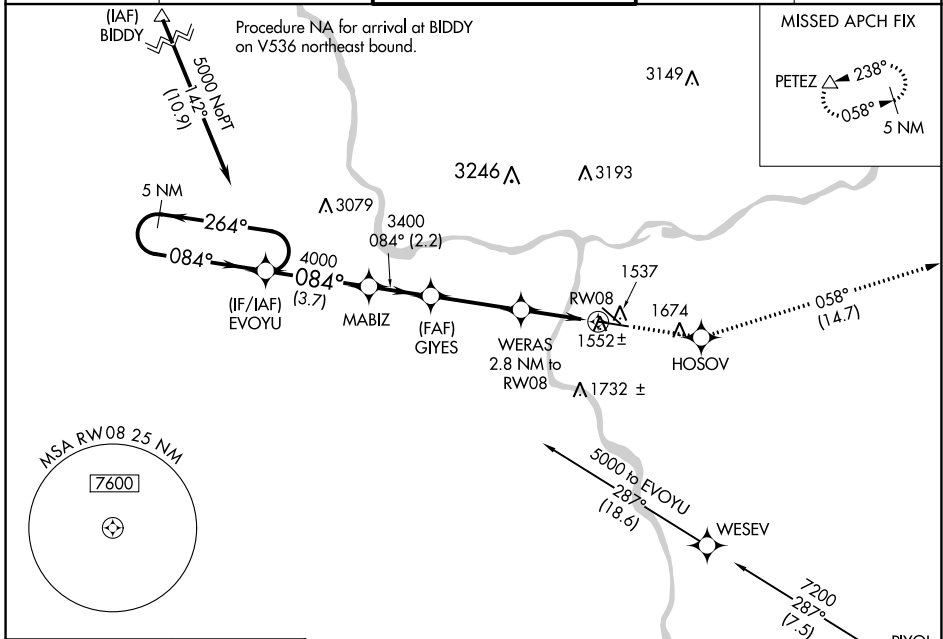 (IAF)
BIDDY
Procedure NA for arrival at BIDDY
on V536 northeast bound.
MISSED APCH FIX
PETEZ
238°
058°
5 NM
5000 NoPT
142°
(10.9)
3149
3246
3193
3079
5 NM
264°
084°
3400
084° (2.2)
4000
084°
(3.7)
(IF/IAF)
EVOYU
MABIZ
(FAF)
GIYES
WERAS
2.8 NM to
RW08
RW08
1537
1552 ±
1674
HOSOV
058°
(14.7)
1732 ±
MSA RW08 25 NM
7600
5000 to EVOYU
287°
(18.6)
WESEV
7200
287°
(7.5)